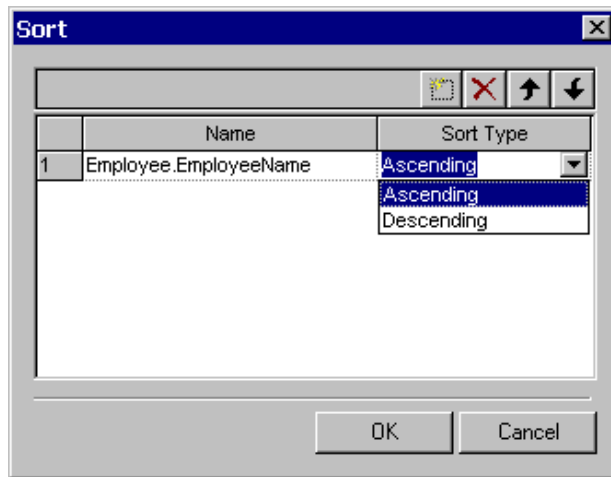 Sort
Name Sort Type
1 Employee.EmployeeName Ascending
Ascending
Descending
OK Cancel